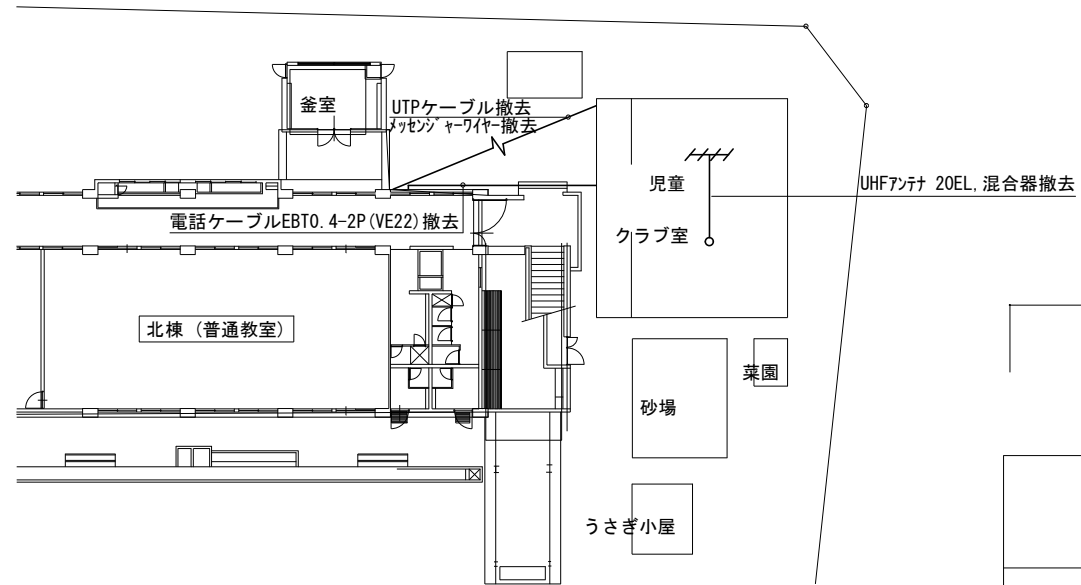 釜室
UTPケーブル撤去
メッセンジャーワイヤー撤去
児童
クラブ室
UHFアンテナ 20EL,混合器撤去
電話ケーブルEBT0.4-2P(VE22)撤去
北棟（普通教室）
菜園
砂場
うさぎ小屋